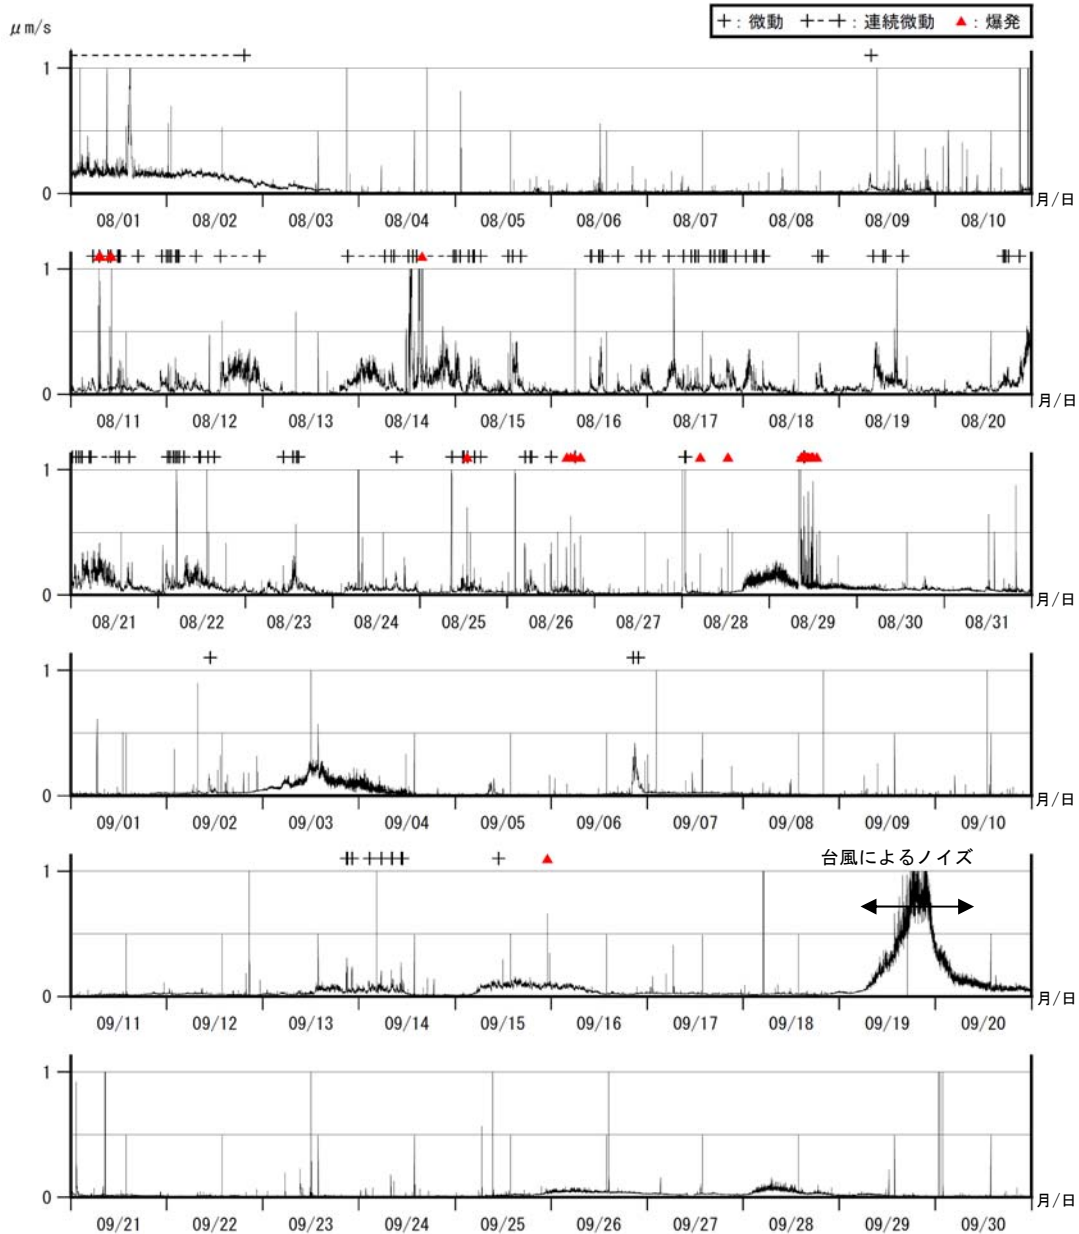 μm/s
＋：微動 ＋--＋：連続微動 ▲：爆発
1
0
08/01 08/02 08/03 08/04 08/05 08/06 08/07 08/08 08/09 08/10 月/日
1
0
08/11 08/12 08/13 08/14 08/15 08/16 08/17 08/18 08/19 08/20 月/日
1
0
08/21 08/22 08/23 08/24 08/25 08/26 08/27 08/28 08/29 08/30 08/31 月/日
1
0
09/01 09/02 09/03 09/04 09/05 09/06 09/07 09/08 09/09 09/10 月/日
台風によるノイズ
1
0
09/11 09/12 09/13 09/14 09/15 09/16 09/17 09/18 09/19 09/20 月/日
1
0
09/21 09/22 09/23 09/24 09/25 09/26 09/27 09/28 09/29 09/30 月/日